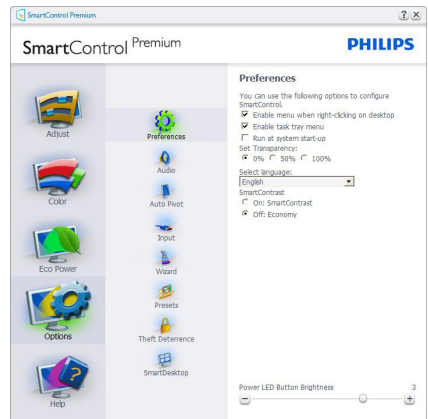 SmartControl Premium
SmartControl Premium
PHILIPS
Adjust
Color
Eco Power
Options
Help
Preferences
Audio
Auto Pivot
Input
Wizard
Presets
Theft Deterrence
SmartDesktop
Preferences
You can use the following options to configure
SmartControl.
Enable menu when right-clicking on desktop
Enable task tray menu
Run at system start-up
Set Transparency:
0% 50% 100%
Select language:
English
SmartContrast
On: SmartContrast
Off: Economy
Power LED Button Brightness 3